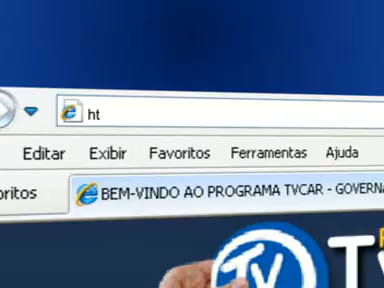 ht
Editar Exibir Favoritos Ferramentas Ajuda
oritos BEM-VINDO AO PROGRAMA TVCAR - GOVERNA
TV T